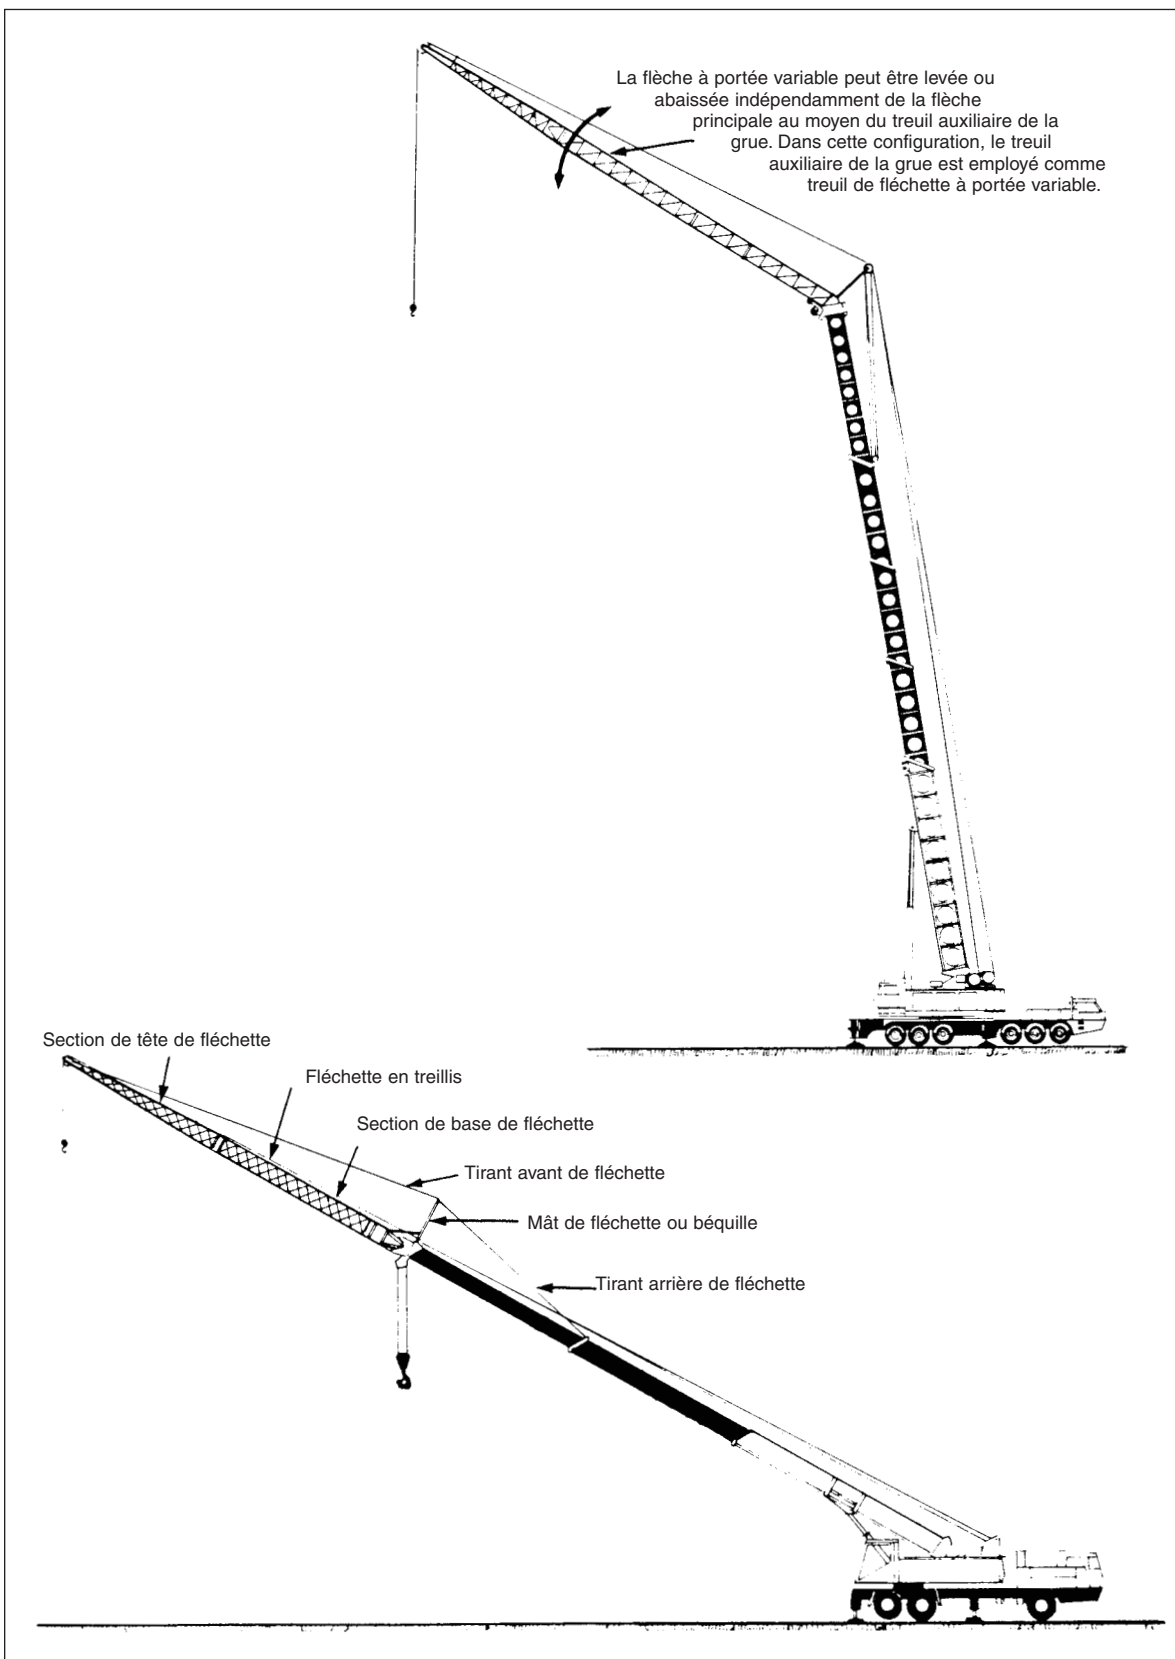 La flèche à portée variable peut être levée ou
abaissée indépendamment de la flèche
principale au moyen du treuil auxiliaire de la
grue. Dans cette configuration, le treuil
auxiliaire de la grue est employé comme
treuil de fléchette à portée variable.
Section de tête de fléchette
Fléchette en treillis
Section de base de fléchette
Tirant avant de fléchette
Mât de fléchette ou béquille
Tirant arrière de fléchette